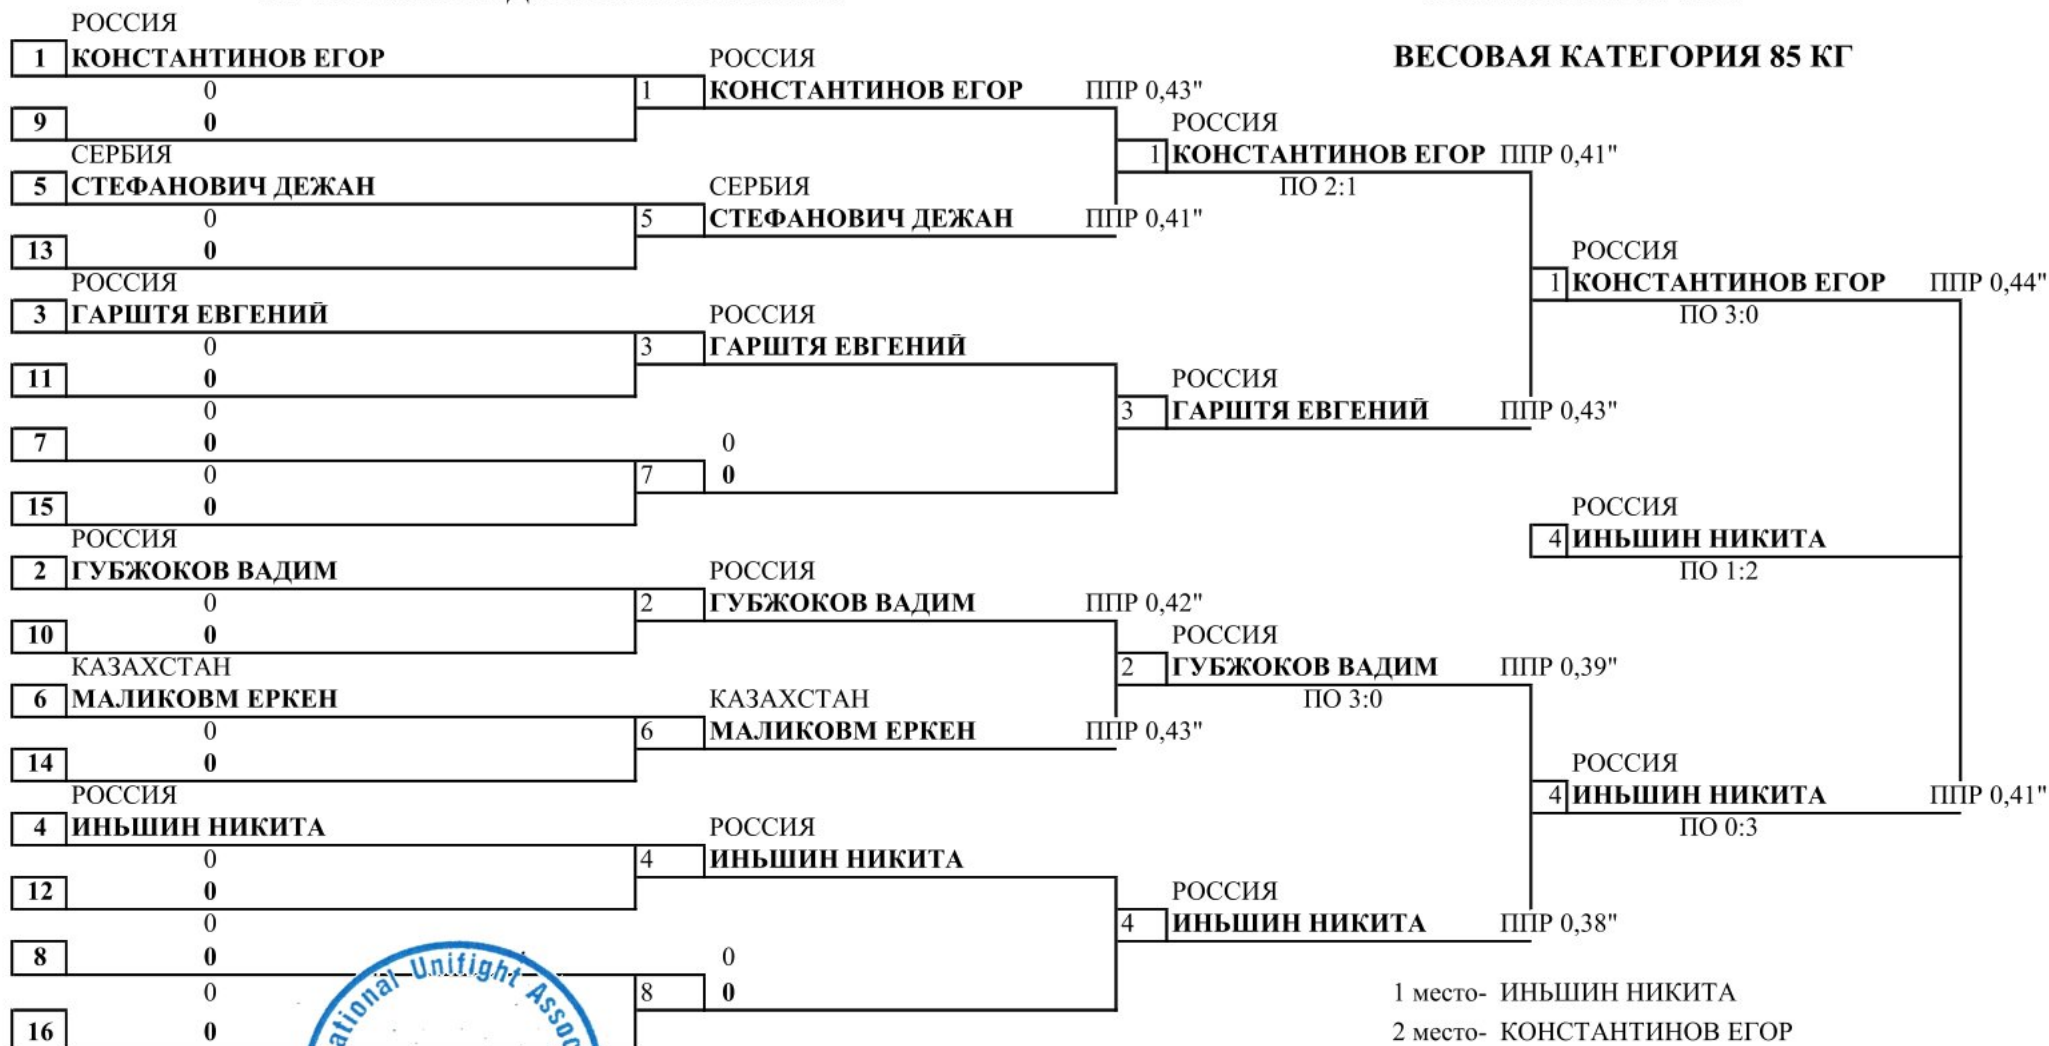 РОССИЯ
1 КОНСТАНТИНОВ ЕГОР РОССИЯ ВЕСОВАЯ КАТЕГОРИЯ 85 КГ
0 1 КОНСТАНТИНОВ ЕГОР ППР 0,43"
9 0 РОССИЯ
СЕРБИЯ 1 КОНСТАНТИНОВ ЕГОР ППР 0,41"
5 СТЕФАНОВИЧ ДЕЖАН СЕРБИЯ ПО 2:1
0 5 СТЕФАНОВИЧ ДЕЖАН ППР 0,41"
13 0 РОССИЯ
РОССИЯ 1 КОНСТАНТИНОВ ЕГОР ППР 0,44"
3 ГАРШТЯ ЕВГЕНИЙ РОССИЯ ПО 3:0
0 3 ГАРШТЯ ЕВГЕНИЙ
11 0 РОССИЯ
0 3 ГАРШТЯ ЕВГЕНИЙ ППР 0,43"
7 0 0
0 7 0
15 0 РОССИЯ
РОССИЯ 4 ИНЬШИН НИКИТА
2 ГУБЖОКОВ ВАДИМ РОССИЯ ПО 1:2
0 2 ГУБЖОКОВ ВАДИМ ППР 0,42"
10 0 РОССИЯ
КАЗАХСТАН 2 ГУБЖОКОВ ВАДИМ ППР 0,39"
6 МАЛИКОВМ ЕРКЕН КАЗАХСТАН ПО 3:0
0 6 МАЛИКОВМ ЕРКЕН ППР 0,43"
14 0 РОССИЯ
РОССИЯ 4 ИНЬШИН НИКИТА ППР 0,41"
4 ИНЬШИН НИКИТА РОССИЯ ПО 0:3
0 4 ИНЬШИН НИКИТА
12 0 РОССИЯ
0 4 ИНЬШИН НИКИТА ППР 0,38"
8 0 0
0 8 0 1 место- ИНЬШИН НИКИТА
16 0 2 место- КОНСТАНТИНОВ ЕГОР
Unifight